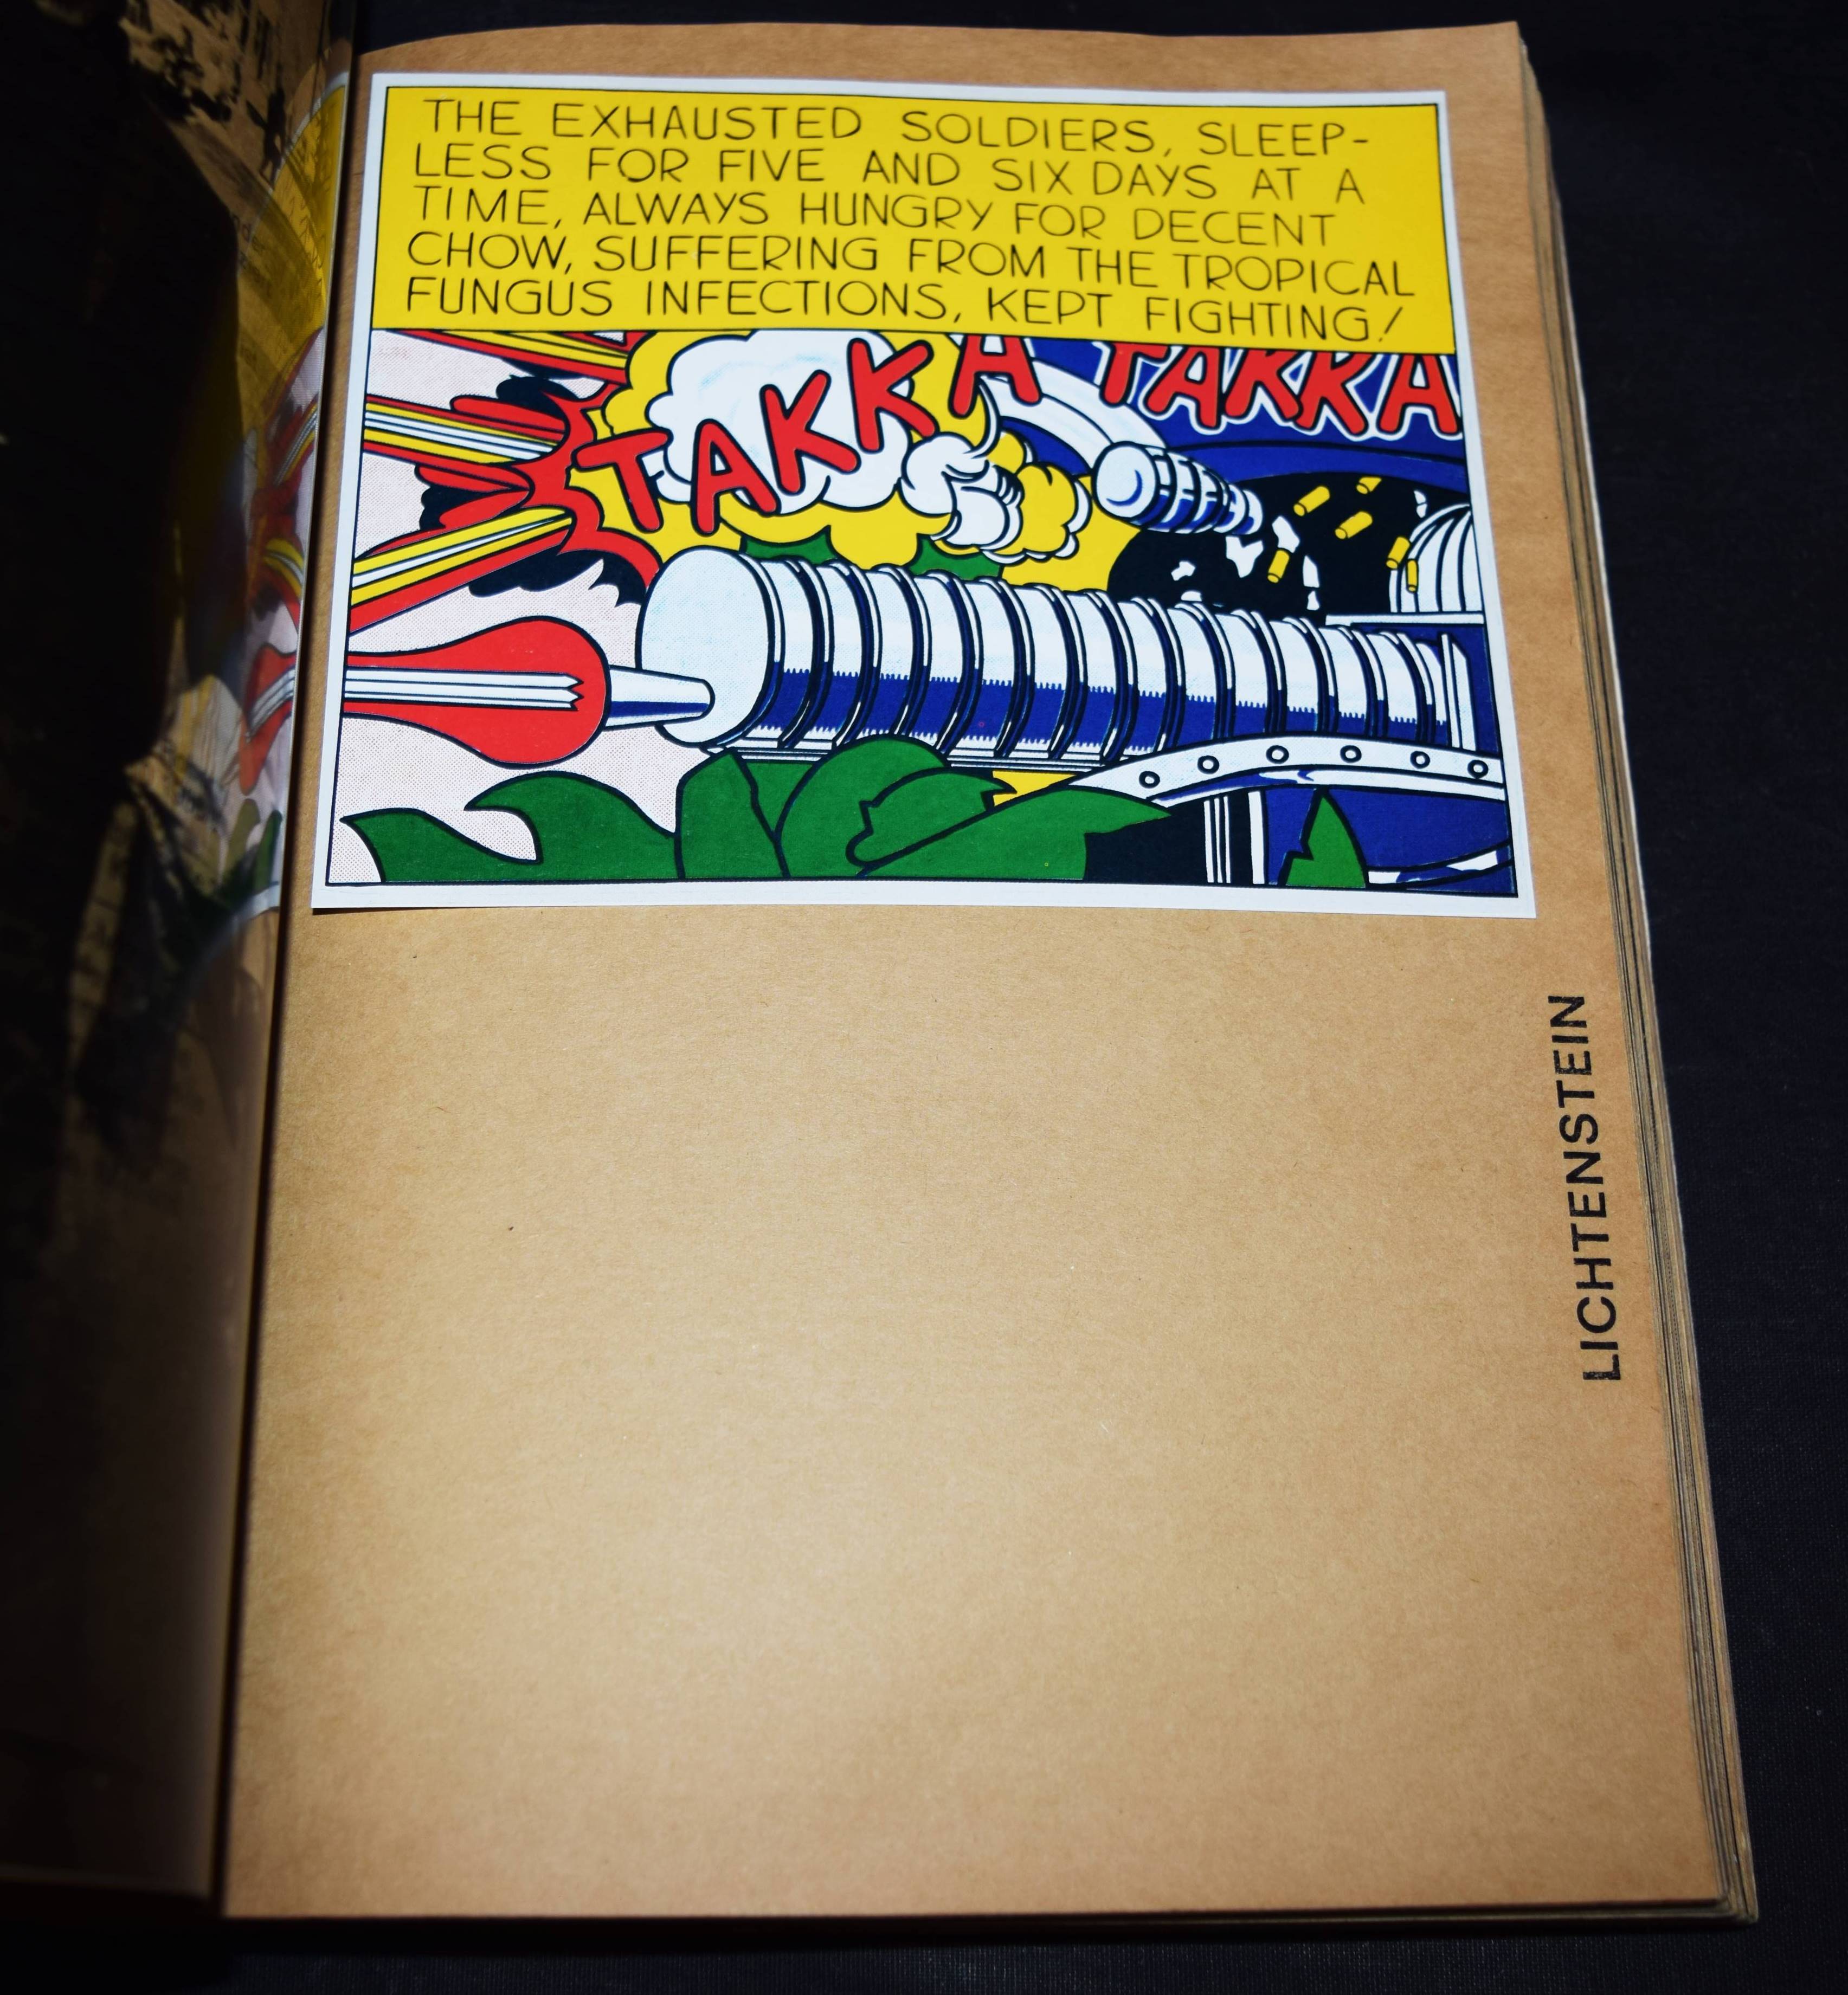 THE EXHAUSTED SOLDIERS, SLEEP-
LESS FOR FIVE AND SIX DAYS AT A
TIME, ALWAYS HUNGRY FOR DECENT
CHOW, SUFFERING FROM THE TROPICAL
FUNGUS INFECTIONS, KEPT FIGHTING!
TAKKA TAKKA
LICHTENSTEIN